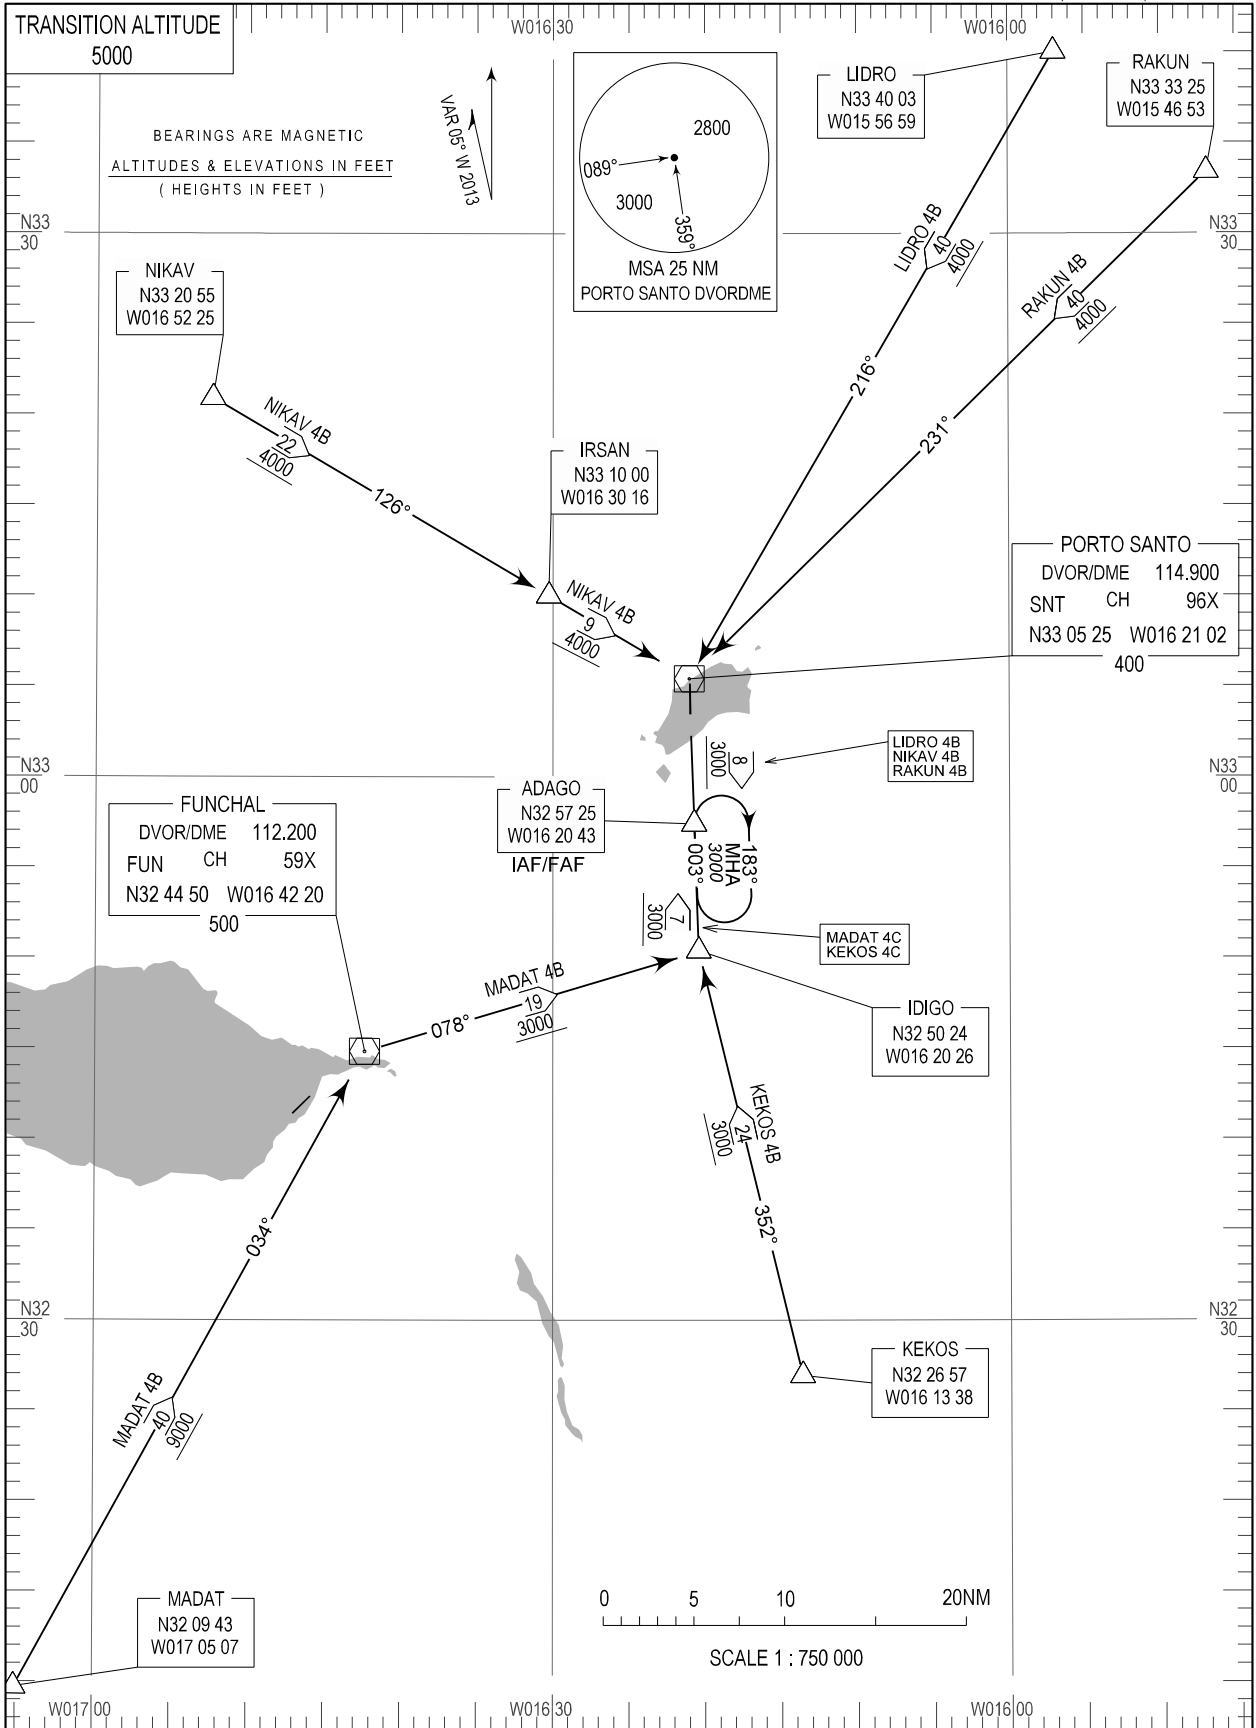 TRANSITION ALTITUDE
5000
W016 30
W016 00
BEARINGS ARE MAGNETIC
ALTITUDES & ELEVATIONS IN FEET
( HEIGHTS IN FEET )
VAR 05° W 2013
2800
089°
3000
359°
MSA 25 NM
PORTO SANTO DVORDME
LIDRO
N33 40 03
W015 56 59
RAKUN
N33 33 25
W015 46 53
N33
30
N33
30
LIDRO 4B
40
4000
RAKUN 4B
40
4000
216°
231°
NIKAV
N33 20 55
W016 52 25
NIKAV 4B
22
4000
126°
IRSAN
N33 10 00
W016 30 16
NIKAV 4B
9
4000
PORTO SANTO
DVOR/DME 114.900
SNT CH 96X
N33 05 25 W016 21 02
400
8
3000
LIDRO 4B
NIKAV 4B
RAKUN 4B
N33
00
N33
00
ADAGO
N32 57 25
W016 20 43
IAF/FAF
183°
MHA
3000
003°
FUNCHAL
DVOR/DME 112.200
FUN CH 59X
N32 44 50 W016 42 20
500
7
3000
MADAT 4C
KEKOS 4C
MADAT 4B
19
3000
078°
IDIGO
N32 50 24
W016 20 26
KEKOS 4B
24
3000
352°
034°
N32
30
N32
30
KEKOS
N32 26 57
W016 13 38
MADAT 4B
40
9000
MADAT
N32 09 43
W017 05 07
0 5 10 20NM
SCALE 1 : 750 000
W017 00
W016 30
W016 00